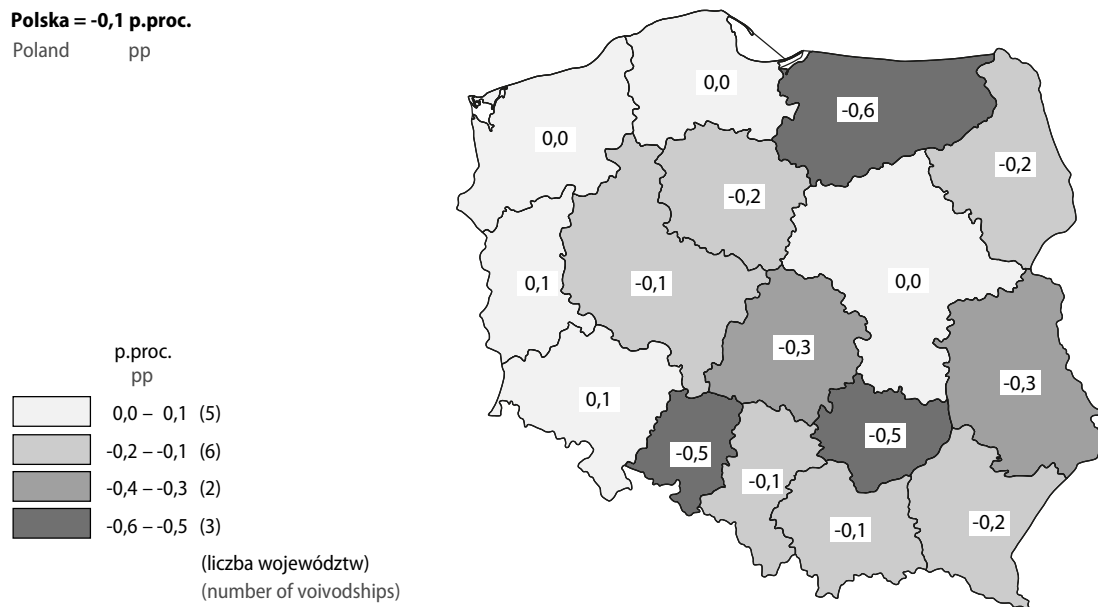 Polska = -0,1 p.proc.
Poland pp
0,0
-0,6
0,0
-0,2
-0,2
0,1
-0,1
0,0
-0,3
-0,3
0,1
-0,5
-0,5
-0,1
-0,1
-0,2
p.proc.
pp
0,0 – 0,1 (5)
-0,2 – -0,1 (6)
-0,4 – -0,3 (2)
-0,6 – -0,5 (3)
(liczba województw)
(number of voivodships)